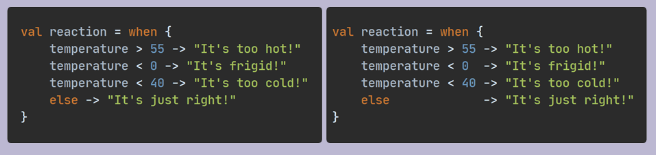 val reaction = when {
    temperature > 55 -> "It's too hot!"
    temperature < 0 -> "It's frigid!"
    temperature < 40 -> "It's too cold!"
    else -> "It's just right!"
}
val reaction = when {
    temperature > 55 -> "It's too hot!"
    temperature < 0  -> "It's frigid!"
    temperature < 40 -> "It's too cold!"
    else             -> "It's just right!"
}